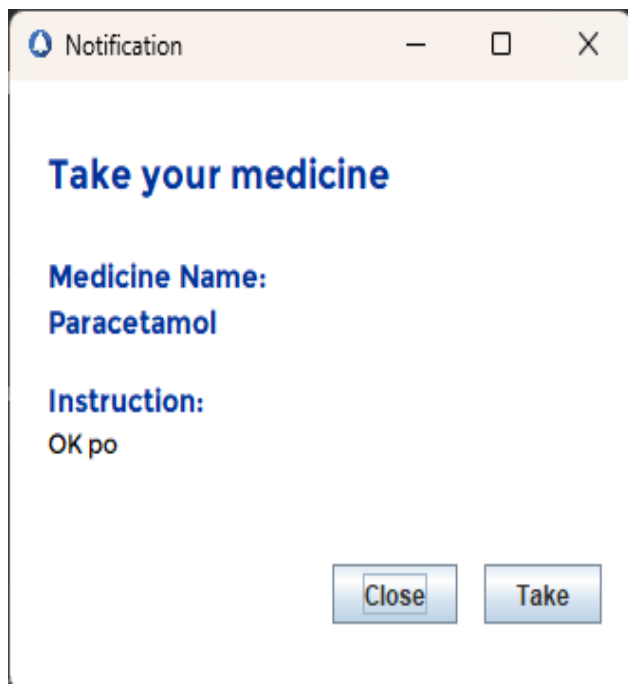 Notification
Take your medicine
Medicine Name:
Paracetamol
Instruction:
OK po
Close
Take